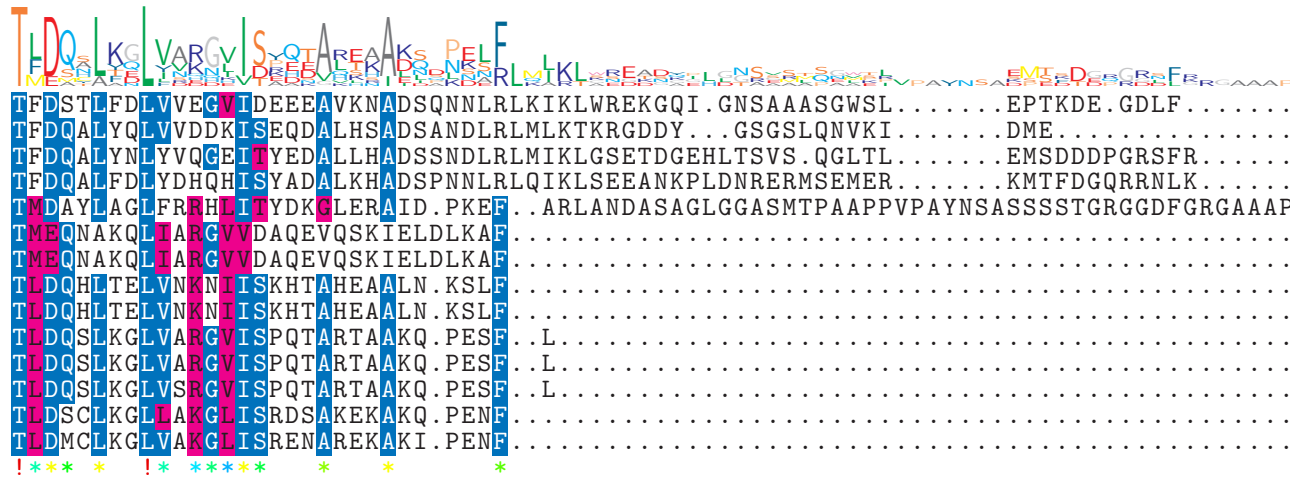 TFDSTLFDLVVEGVIDEEEAVKNADSQNNLRLKIKLWREKGQI.GNSAAASGWSL.......EPTKDE.GDLF.......
TFDQALYQLVVDDKISEQDALHSADSANDLRLMLKTKRGDDY...GSGSLQNVKI.......DME...............
TFDQALYNLYVQGEITYEDALLHADSSNDLRLMIKLGSETDGEHLTSVS.QGLTL.......EMSDDDPGRSFR......
TFDQALFDLYDHQHISYADALKHADSPNNLRLQIKLSEEANKPLDNRERMSEMER.......KMTFDGQRRNLK......
TMDAYLAGLFRRHLITYDKGLERAID.PKEF..ARLANDASAGLGGASMTPAAPPVPAYNSASSSSTGRGGDFGRGAAAP
TMEQNAKQLIARGVVDAQEVQSKIELDLKAF.................................................
TMEQNAKQLIARGVVDAQEVQSKIELDLKAF.................................................
TLDQHLTELVNKNIISKHTAHEAALN.KSLF.................................................
TLDQHLTELVNKNIISKHTAHEAALN.KSLF.................................................
TLDQSLKGLVARGVISPQTARTAAKQ.PESF..L..............................................
TLDQSLKGLVARGVISPQTARTAAKQ.PESF..L..............................................
TLDQSLKGLVSRGVISPQTARTAAKQ.PESF..L..............................................
TLDSCLKGLLAKGLISRDSAKEKAKQ.PENF.................................................
TLDMCLKGLVAKGLISRENAREKAKI.PENF.................................................
!*** *  !* *****   *   *      *